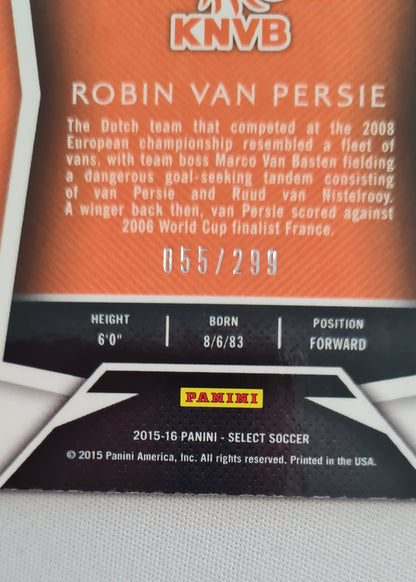 KNVB
ROBIN VAN PERSIE
The Dutch team that competed at the 2008
European championship resembled a fleet of
vans, with team boss Marco Van Basten fielding
a dangerous goal-seeking tandem consisting
of van Persie and Ruud van Nistelrooy.
A winger back then, van Persie scored against
2006 World Cup finalist France.
055/299
HEIGHT BORN POSITION
6'0" 8/6/83 FORWARD
PANINI
2015-16 PANINI - SELECT SOCCER
© 2015 Panini America, Inc. All rights reserved. Printed in the USA.